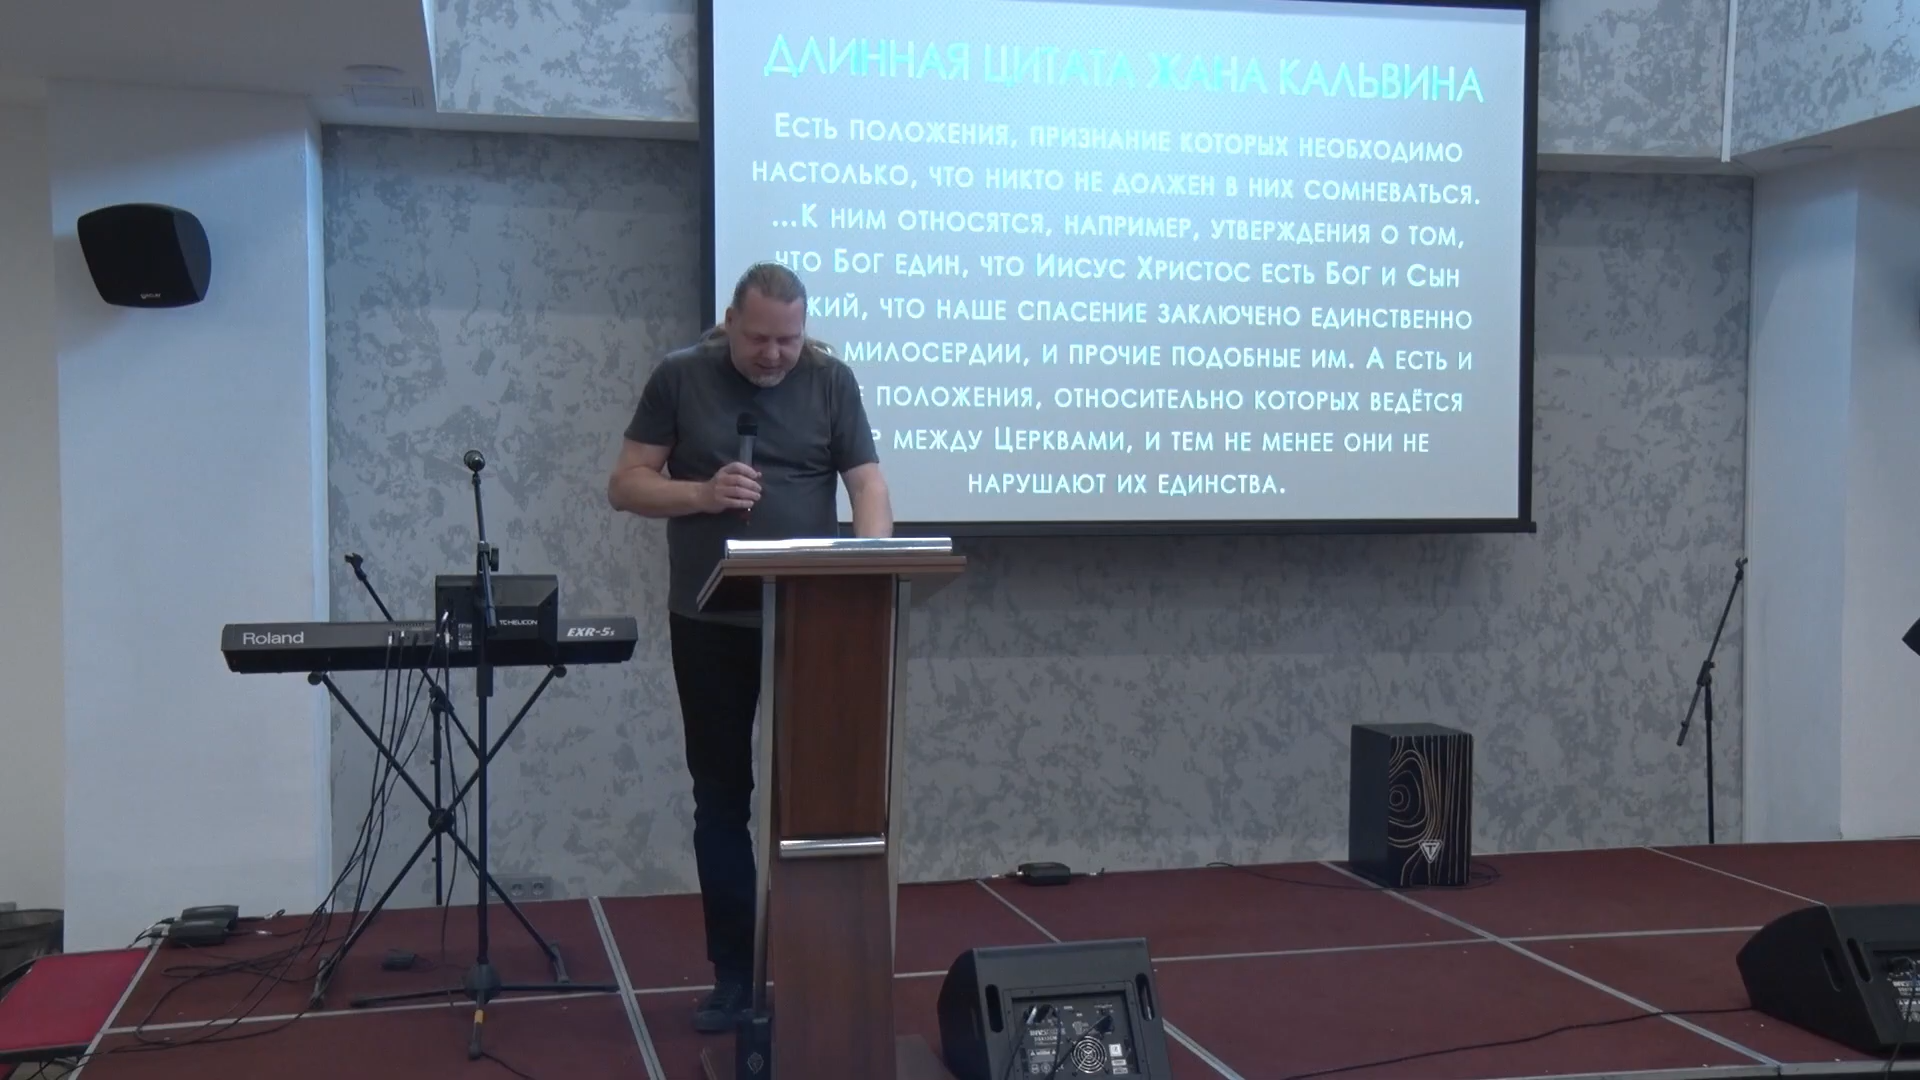 ДЛИННАЯ ЦИТАТА ЖАНА КАЛЬВИНА
Есть положения, признание которых необходимо
настолько, что никто не должен в них сомневаться.
...К ним относятся, например, утверждения о том,
что Бог един, что Иисус Христос есть Бог и Сын
жий, что наше спасение заключено единственно
милосердии, и прочие подобные им. А есть и
положения, относительно которых ведётся
между Церквами, и тем не менее они не
нарушают их единства.
Roland
TC HELICON
EXR-5s